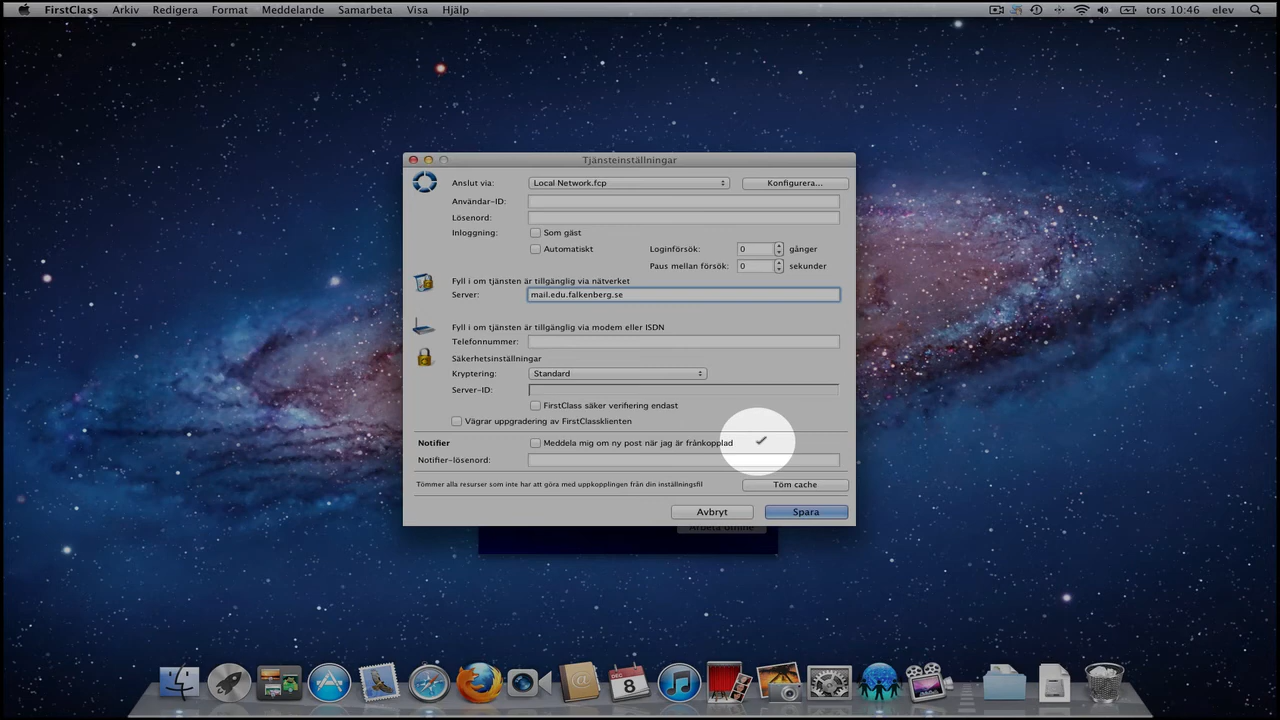 FirstClass Arkiv Redigera Format Meddelande Samarbeta Visa Hjälp tors 10:46 elev
Tjänsteinställningar
Anslut via: Local Network.fcp Konfigurera...
Användar-ID:
Lösenord:
Inloggning: Som gäst
Automatiskt Loginförsök: 0 gånger
Paus mellan försök: 0 sekunder
Fyll i om tjänsten är tillgänglig via nätverket
Server: mail.edu.falkenberg.se
Fyll i om tjänsten är tillgänglig via modem eller ISDN
Telefonnummer:
Säkerhetsinställningar
Kryptering: Standard
Server-ID:
FirstClass säker verifiering endast
Vägrar uppgradering av FirstClassklienten
Notifier Meddela mig om ny post när jag är frånkopplad
Notifier-lösenord:
Tömmer alla resurser som inte har att göra med uppkopplingen från din inställningsfil Töm cache
Avbryt Spara
Arbeta offline
DEC
8